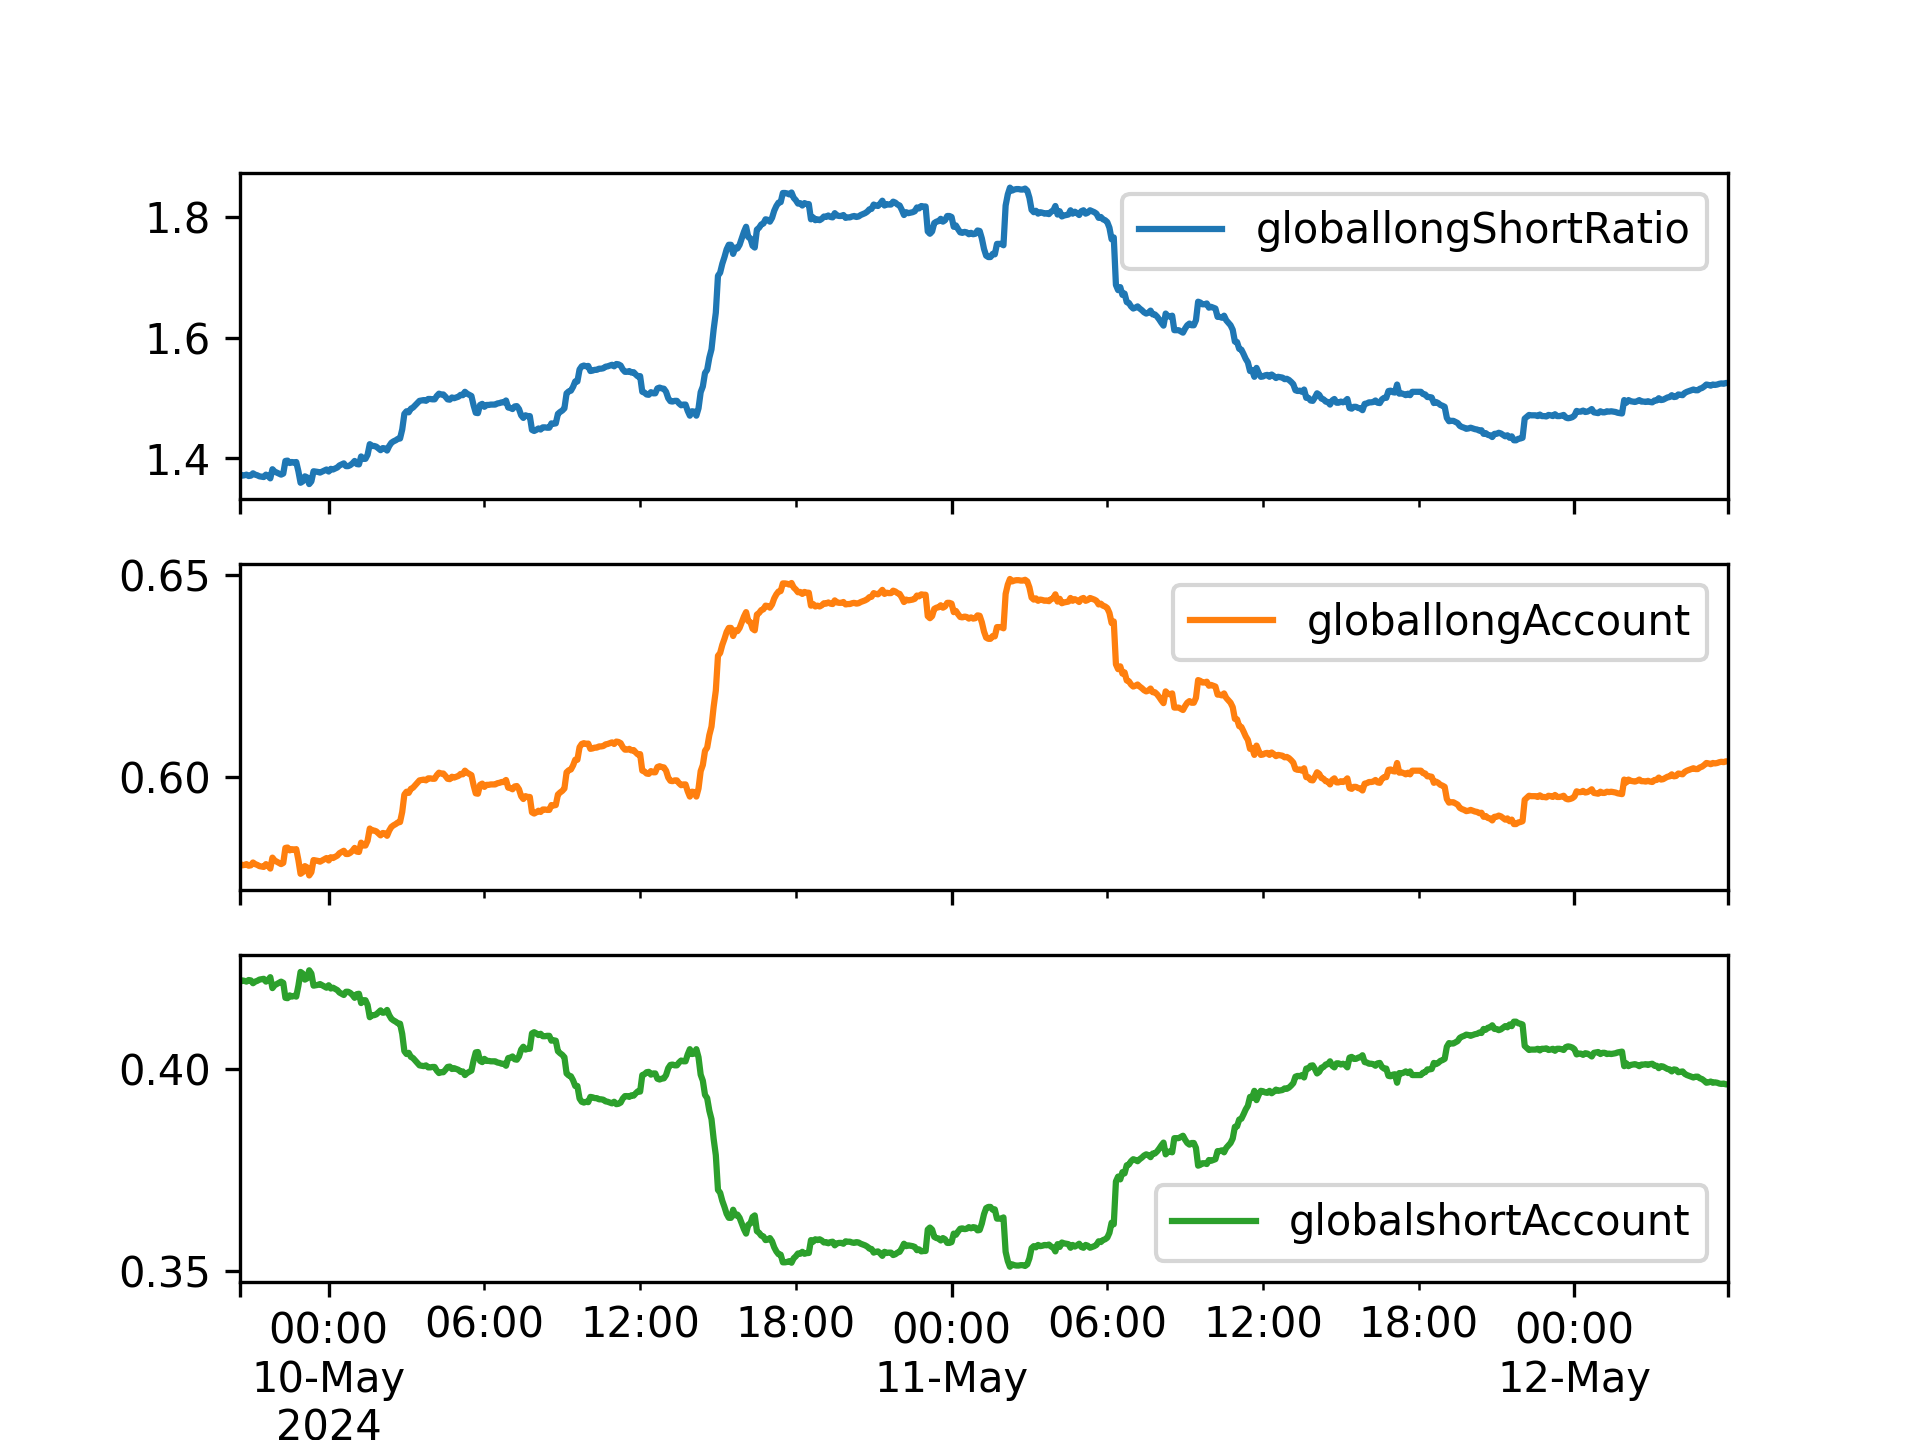 1.8
1.6
1.4
globallongShortRatio
0.65
0.60
globallongAccount
0.40
0.35
globalshortAccount
00:00 06:00 12:00 18:00 00:00 06:00 12:00 18:00 00:00
10-May 11-May 12-May
2024